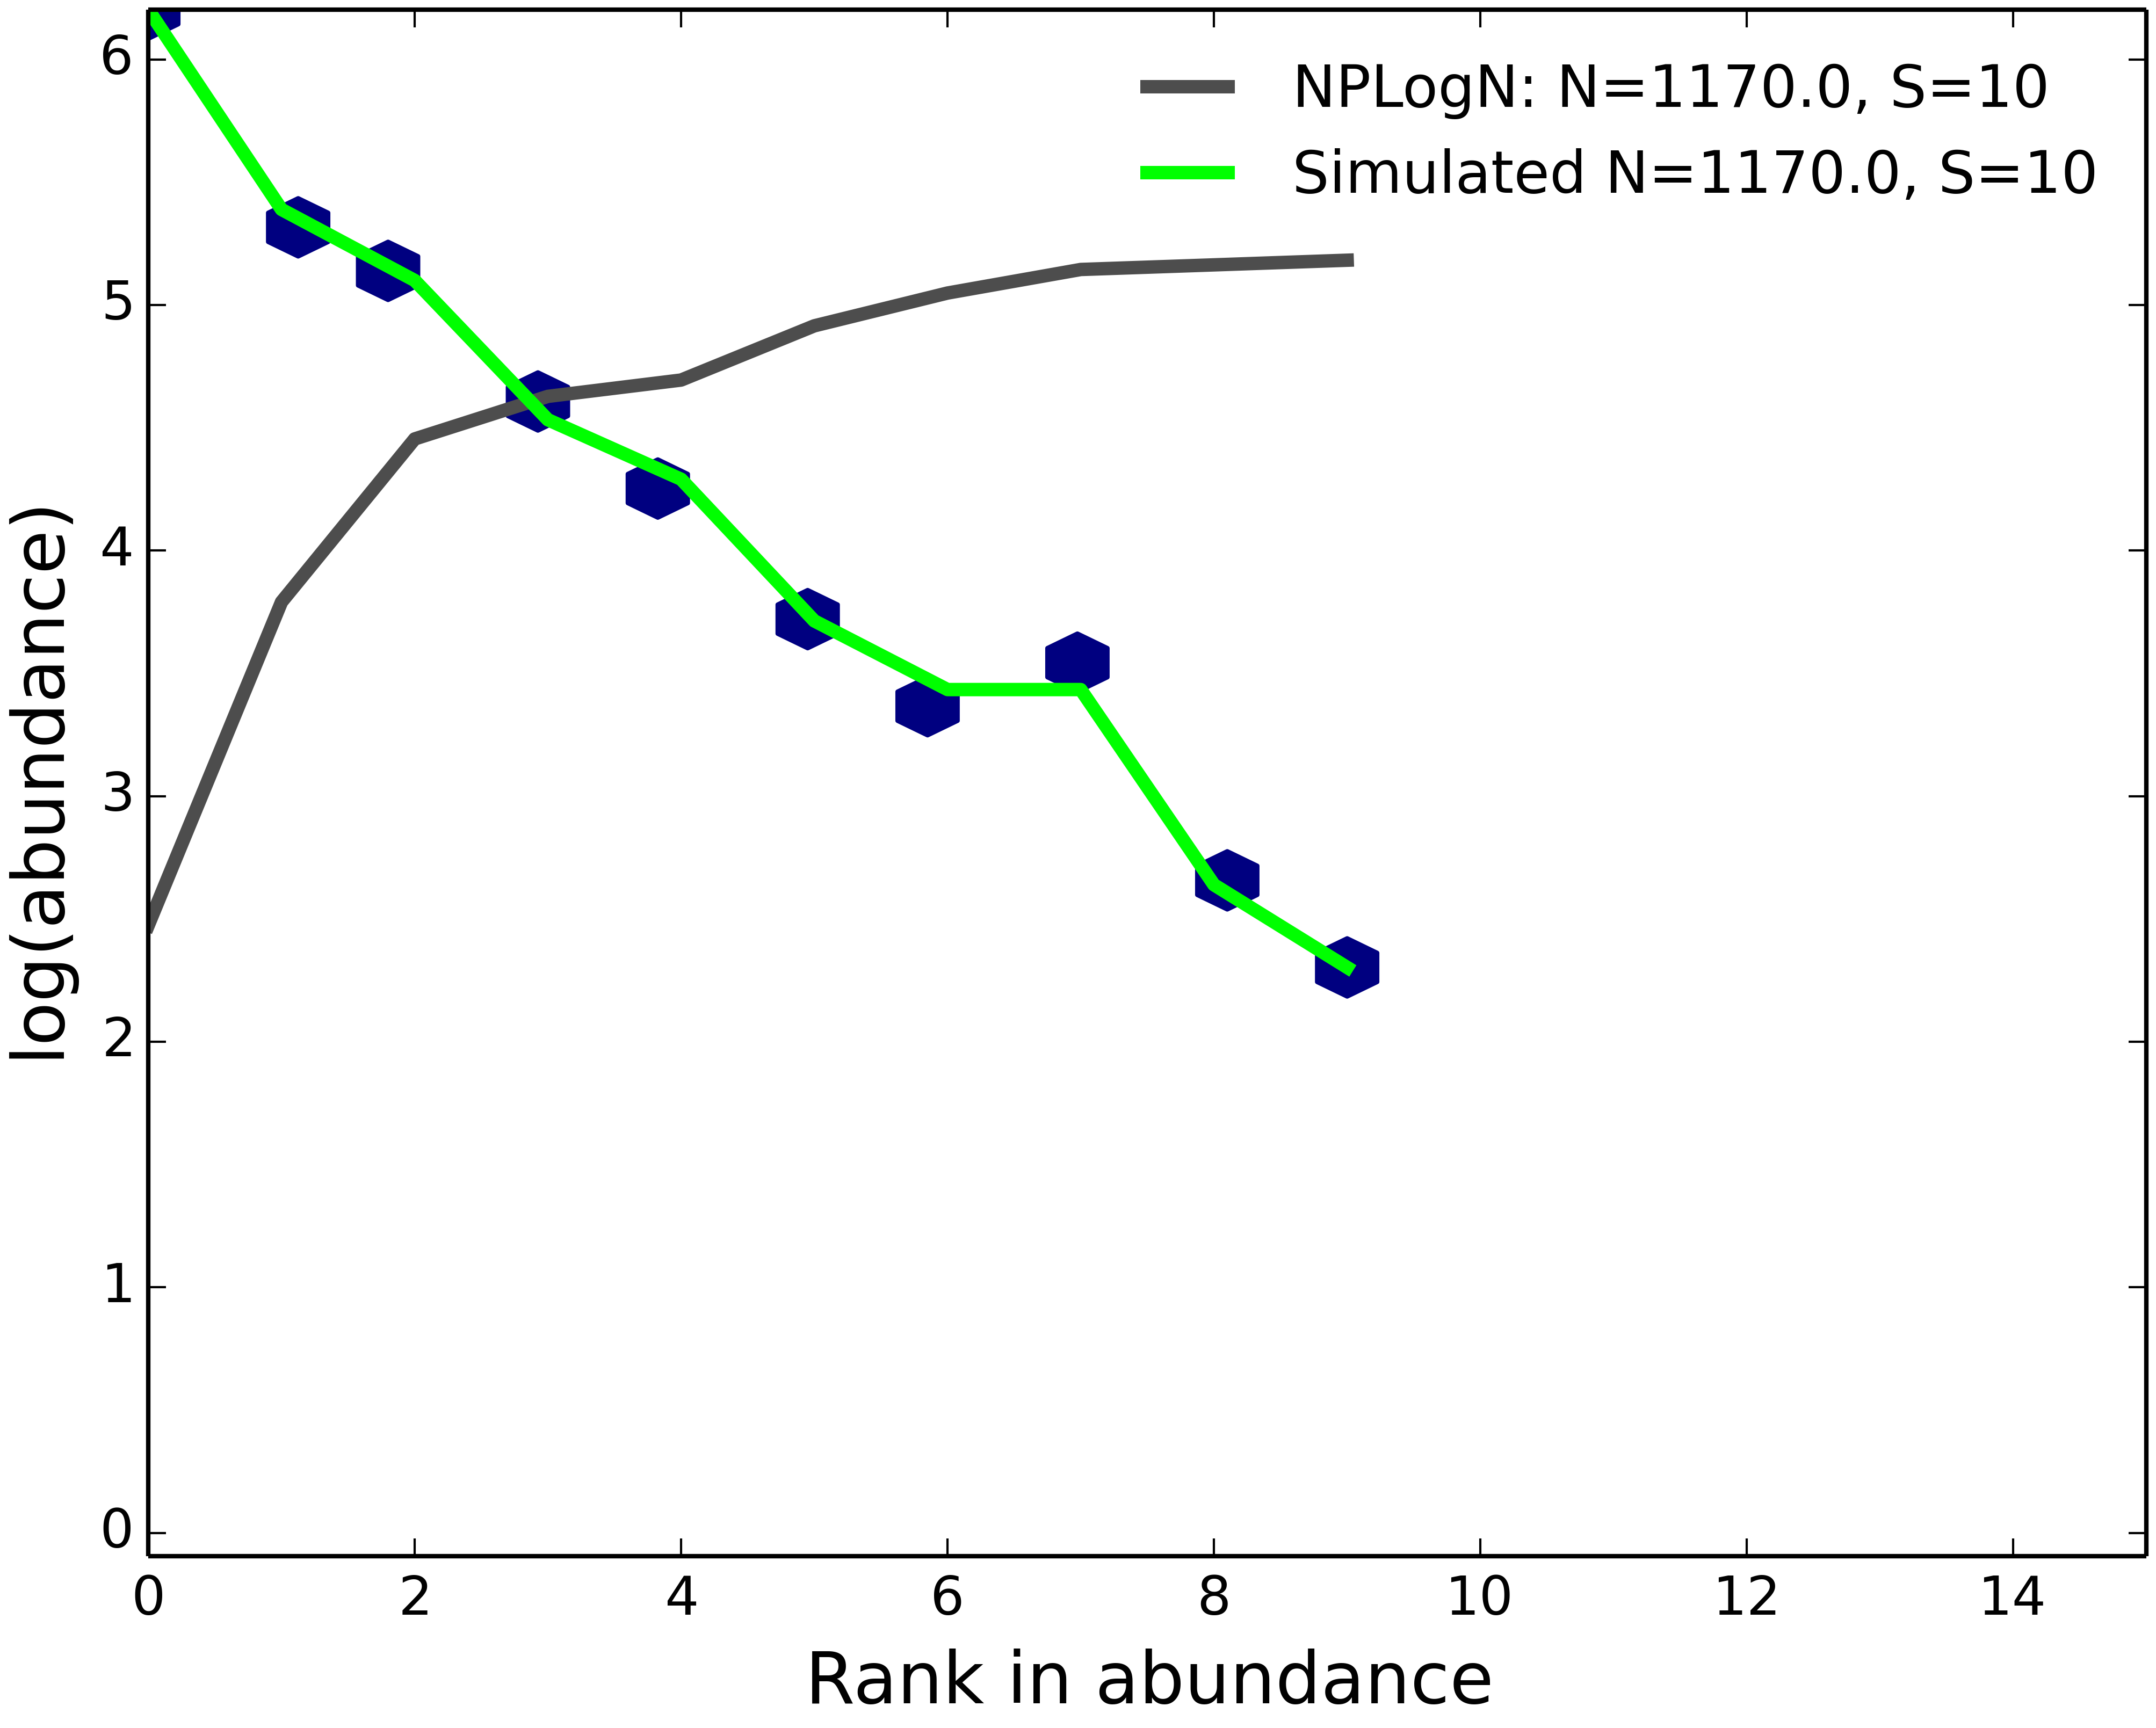 NPLogN: N=1170.0, S=10
Simulated N=1170.0, S=10
log(abundance)
6
5
4
3
2
1
0
0 2 4 6 8 10 12 14
Rank in abundance